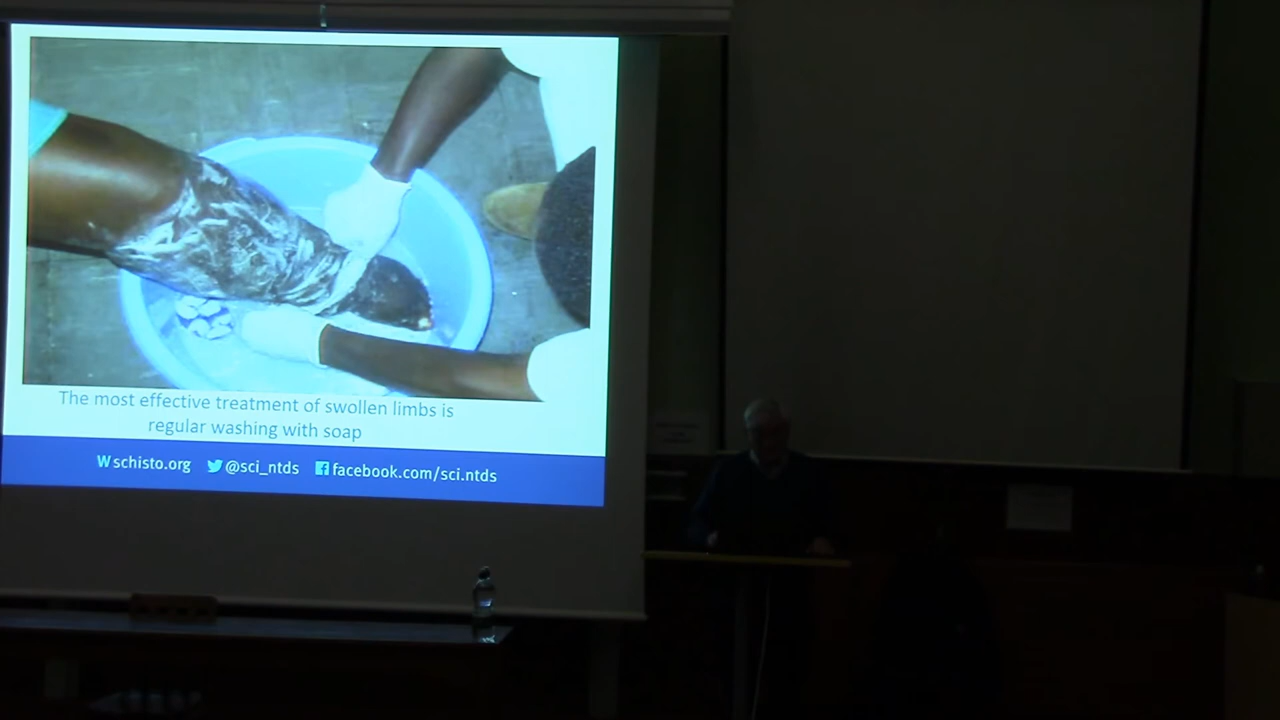 The most effective treatment of swollen limbs is
regular washing with soap
W schisto.org @sci_ntds facebook.com/sci.ntds